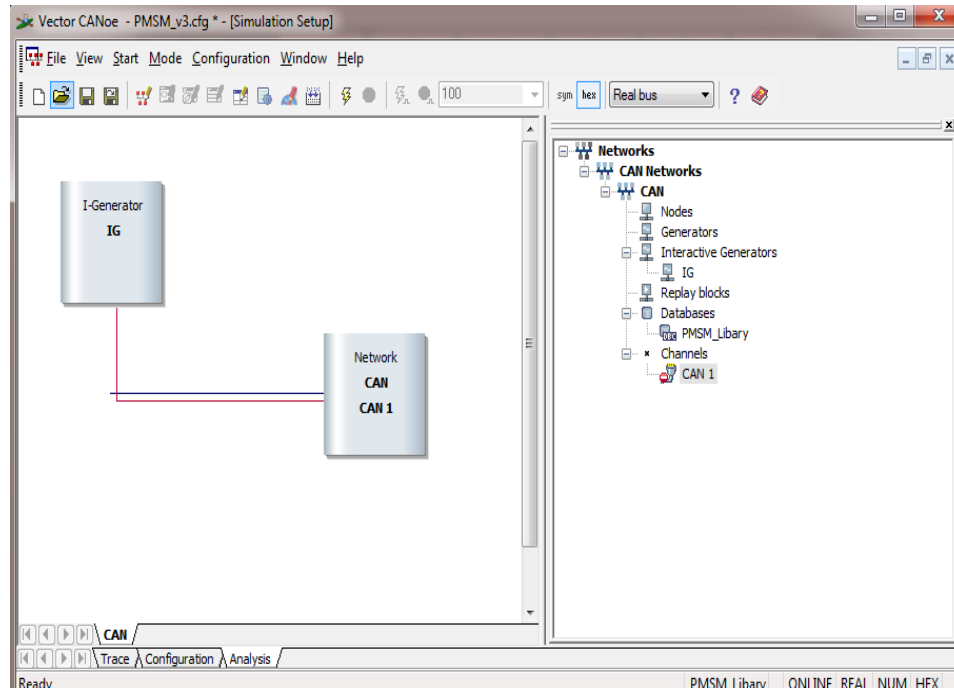 Vector CANoe - PMSM_v3.cfg * - [Simulation Setup]
File View Start Mode Configuration Window Help
100 sym hex Real bus ?
I-Generator
IG
Network
CAN
CAN 1
Networks
CAN Networks
CAN
Nodes
Generators
Interactive Generators
IG
Replay blocks
Databases
PMSM_Libary
Channels
CAN 1
CAN
Trace Configuration Analysis
Ready PMSM_Libary ONLINE REAL NUM HEX